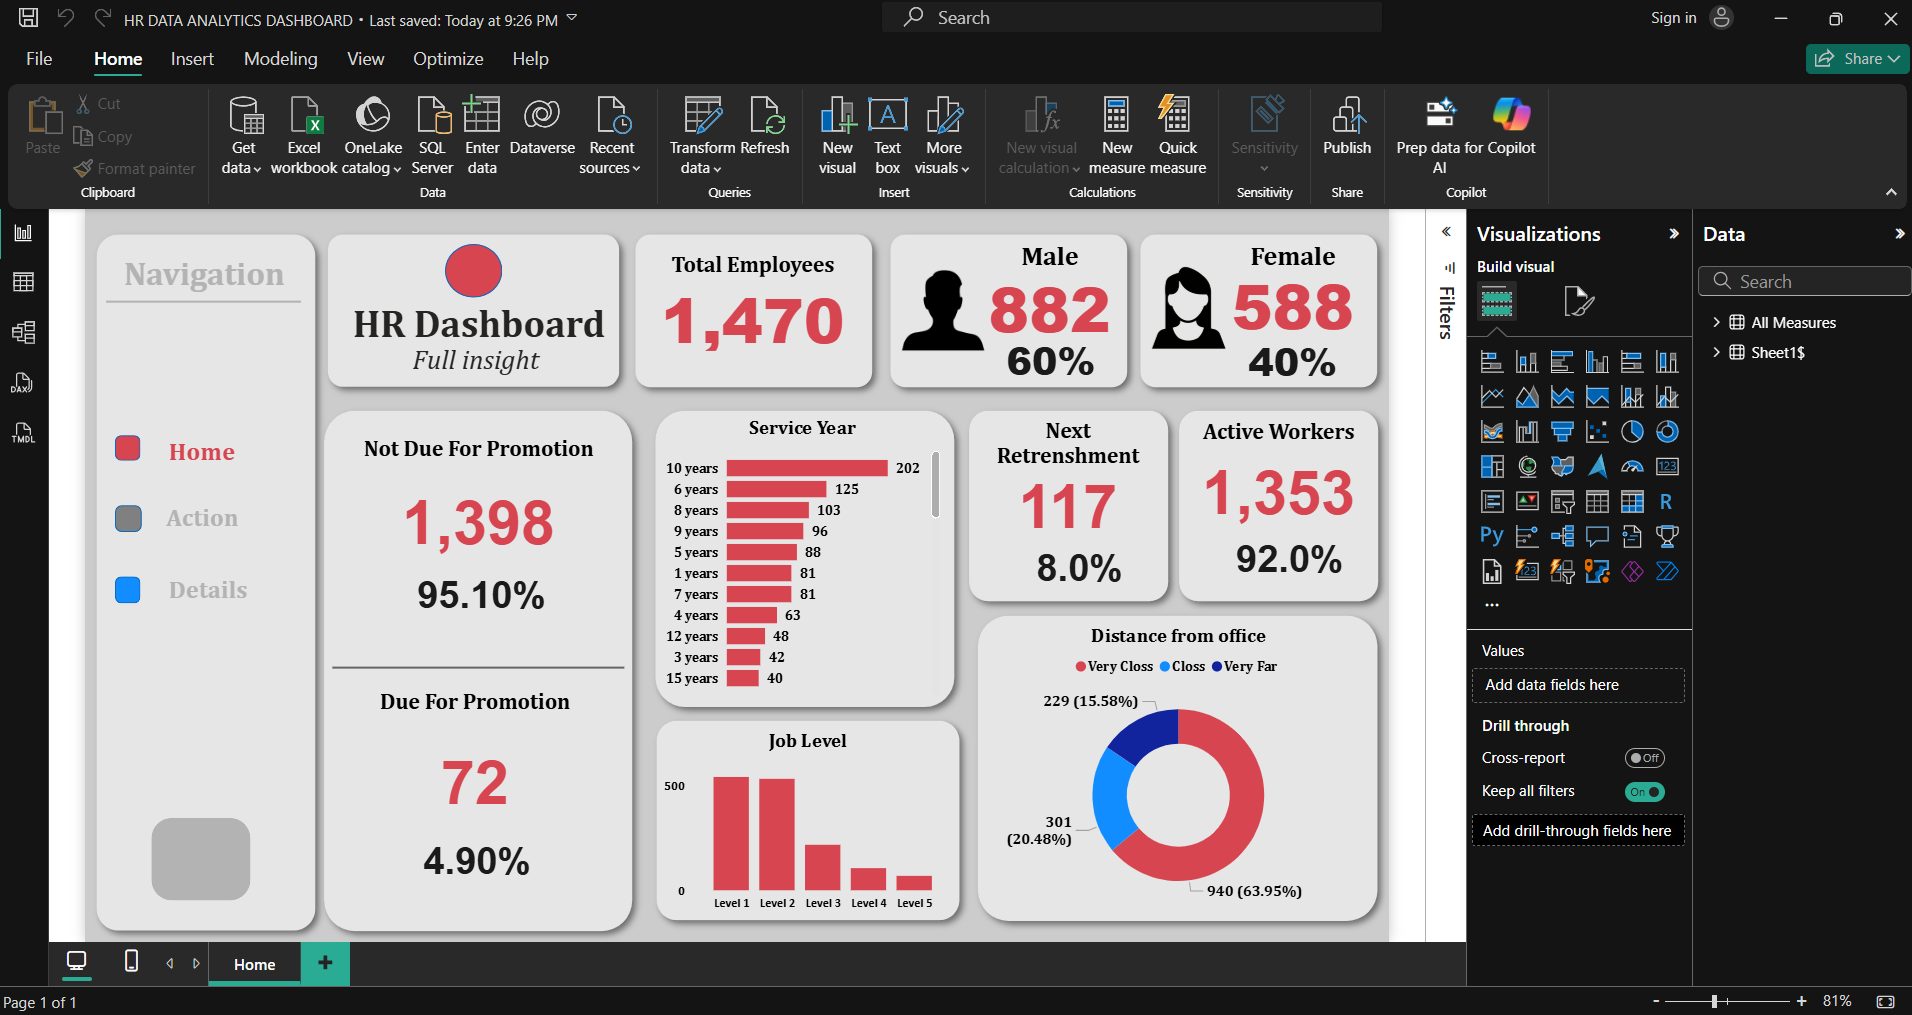 HR DATA ANALYTICS DASHBOARD • Last saved: Today at 9:26 PM
Search
Sign in
File Home Insert Modeling View Optimize Help
Share
Paste
Cut
Copy
Format painter
Clipboard
Get data
Excel workbook
OneLake catalog
SQL Server
Enter data
Dataverse
Recent sources
Data
Transform data
Refresh
Queries
New visual
A
Text box
More visuals
Insert
New visual calculation
New measure
Quick measure
Calculations
Sensitivity
Sensitivity
Publish
Share
Prep data for AI
Copilot
Copilot
DAX
TMDL
Navigation
Home
Action
Details
HR Dashboard
Full insight
Total Employees
1,470
Male
882
60%
Female
588
40%
Not Due For Promotion
1,398
95.10%
Due For Promotion
72
4.90%
Service Year
10 years 202
6 years 125
8 years 103
9 years 96
5 years 88
1 years 81
7 years 81
4 years 63
12 years 48
3 years 42
15 years 40
Next
Retrenshment
117
8.0%
Active Workers
1,353
92.0%
Job Level
500
0
Level 1 Level 2 Level 3 Level 4 Level 5
Distance from office
Very Closs Closs Very Far
229 (15.58%)
301
(20.48%)
940 (63.95%)
Filters
Visualizations
Build visual
123
R
Py
123
...
Values
Add data fields here
Drill through
Cross-report
Off
Keep all filters
On
Add drill-through fields here
Data
Search
All Measures
Sheet1$
Home
+
Page 1 of 1
- + 81%